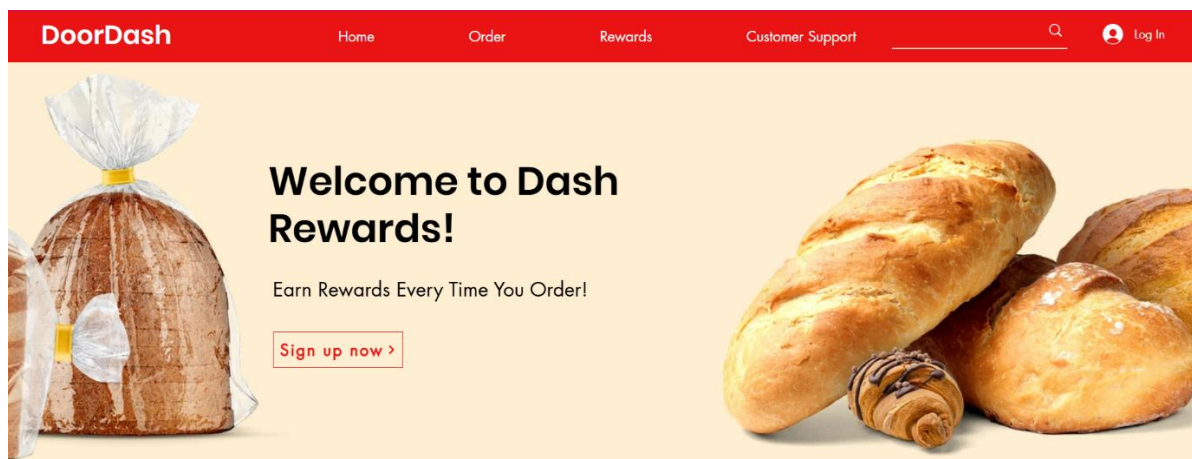 DoorDash
Home
Order
Rewards
Customer Support
Log In
Welcome to Dash
Rewards!
Earn Rewards Every Time You Order!
Sign up now >